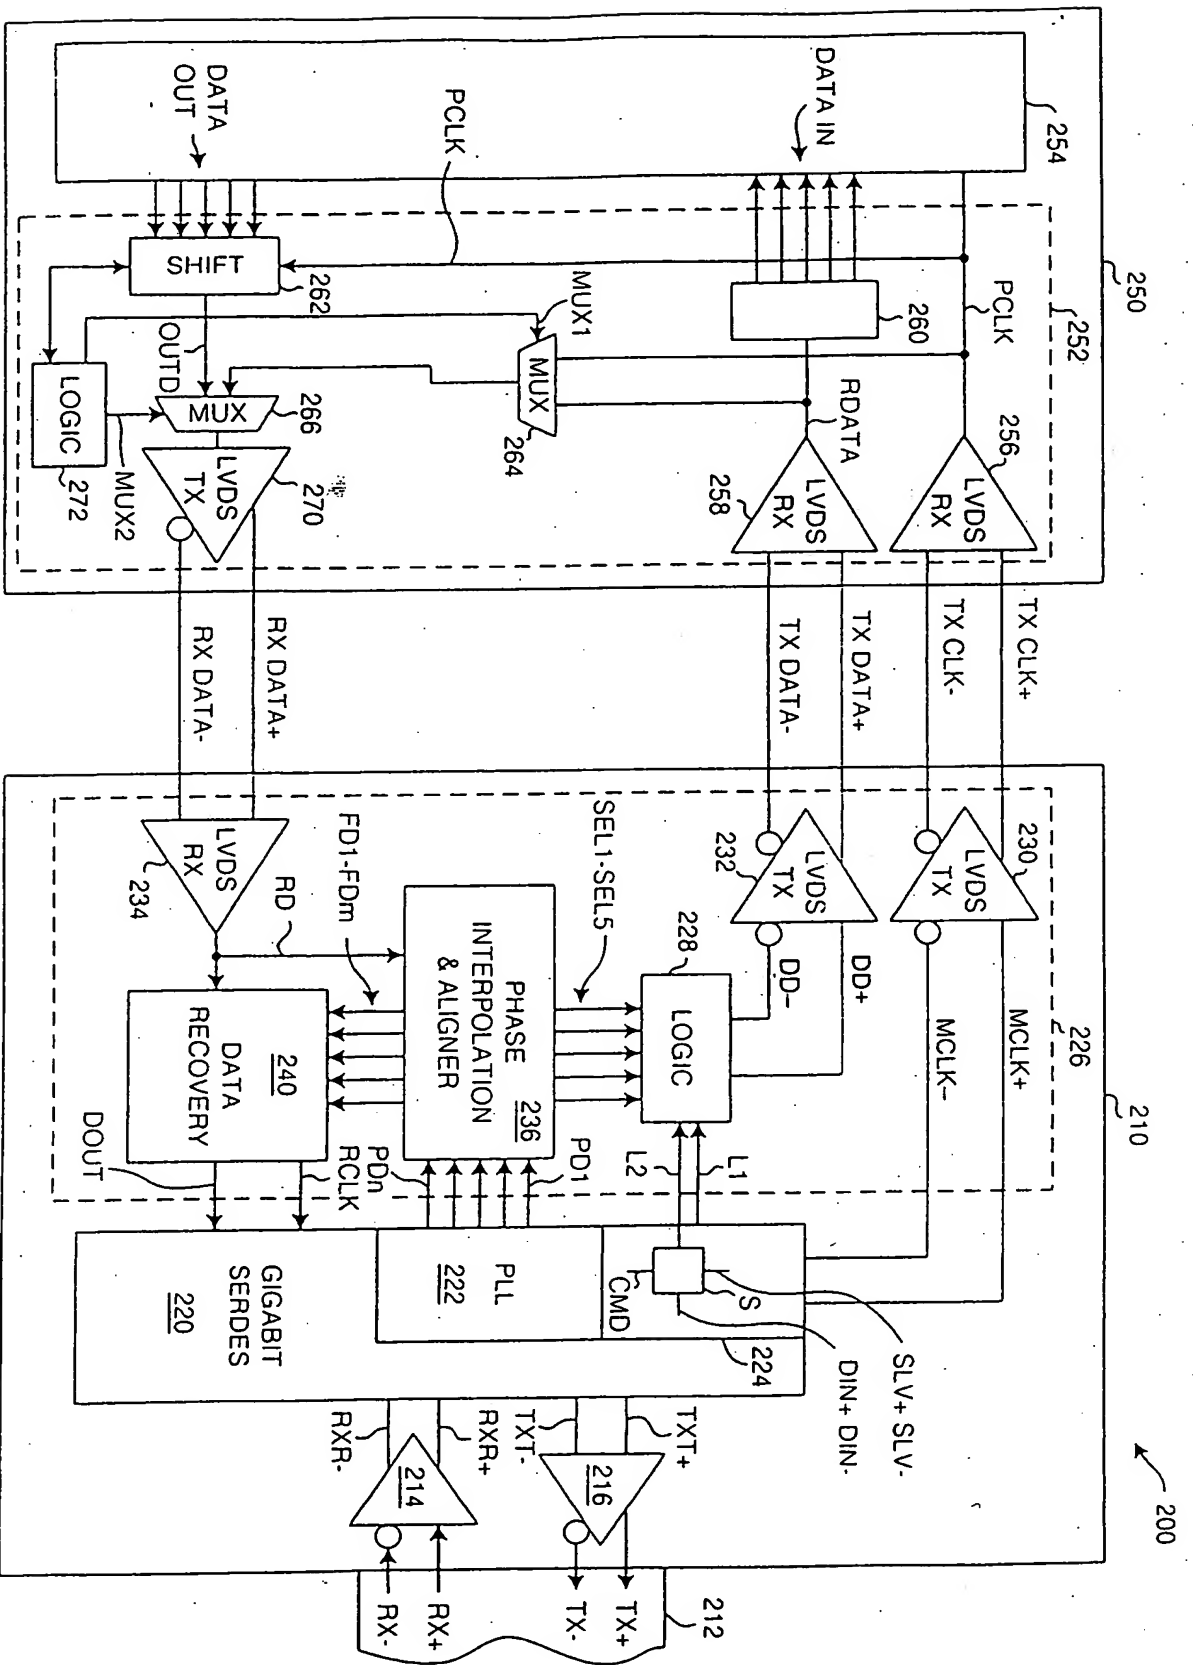 200
254
DATA IN
PCLK
DATA
OUT
250
252
PCLK
260
SHIFT
262
MUX1
OUTD
RDATA
MUX
264
LOGIC
272
MUX2
MUX
266
256
LVDS
RX
258
LVDS
RX
LVDS
TX
270
TX CLK+
TX CLK-
TX DATA+
TX DATA-
RX DATA+
RX DATA-
210
226
230
LVDS
TX
232
LVDS
TX
LVDS
RX
234
MCLK+
MCLK-
DD+
DD-
228
LOGIC
SEL1-SEL5
FD1-FDm
RD
PHASE
INTERPOLATION
& ALIGNER
236
240
DATA
RECOVERY
L1
L2
PD1
PDn
RCLK
DOUT
S
CMD
224
SLV+ SLV-
DIN+ DIN-
PLL
222
GIGABIT
SERDES
220
TXT+
TXT-
RXR+
RXR-
216
214
TX+
TX-
RX+
RX-
212